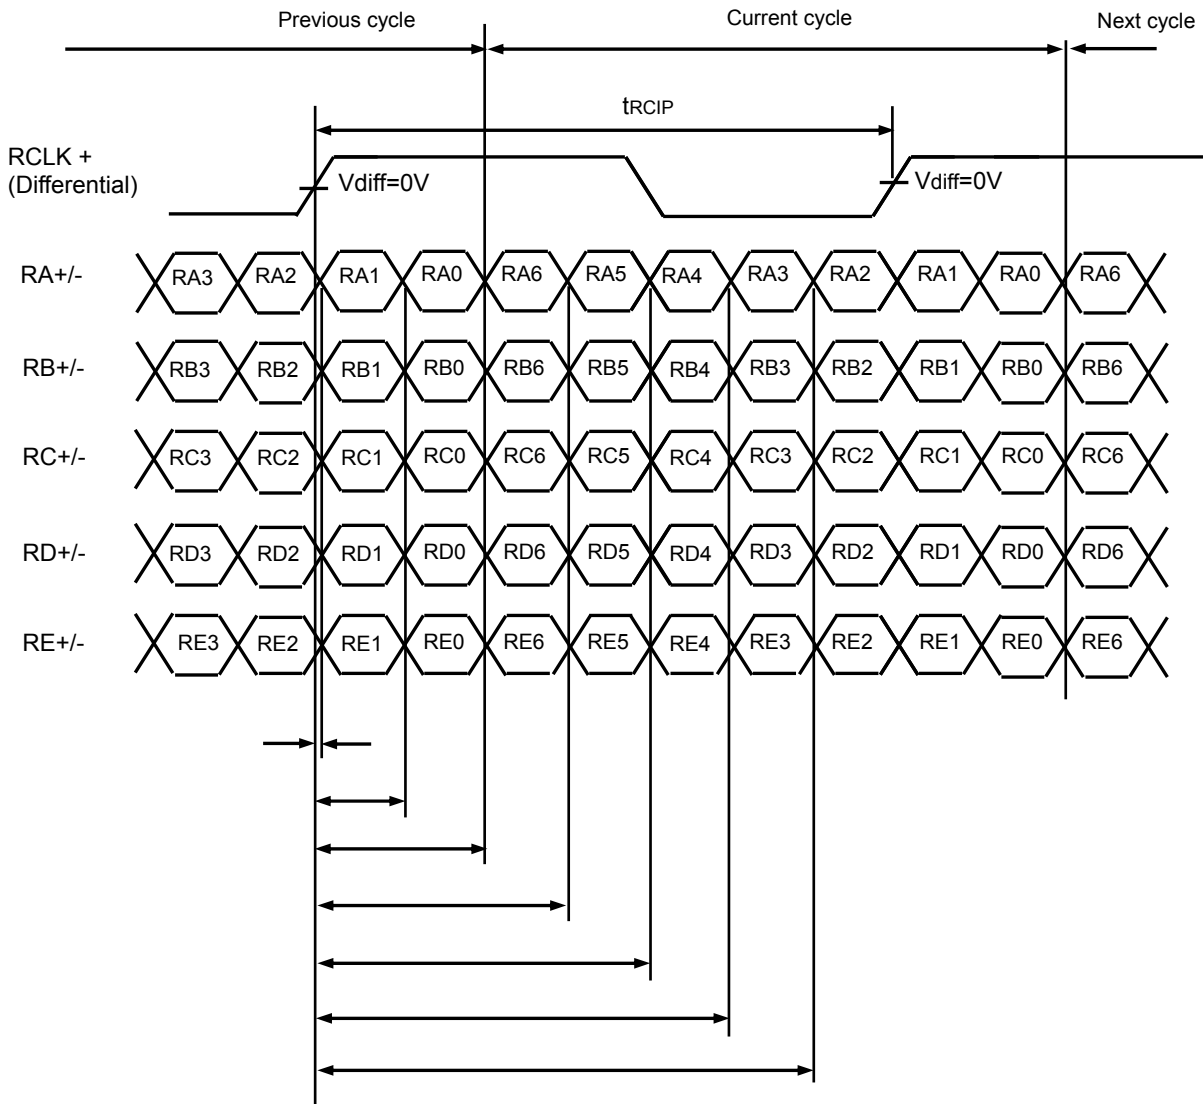 Previous cycle Current cycle Next cycle
tRCIP
RCLK +
(Differential)
Vdiff=0V Vdiff=0V
RA+/- RA3 RA2 RA1 RA0 RA6 RA5 RA4 RA3 RA2 RA1 RA0 RA6
RB+/- RB3 RB2 RB1 RB0 RB6 RB5 RB4 RB3 RB2 RB1 RB0 RB6
RC+/- RC3 RC2 RC1 RC0 RC6 RC5 RC4 RC3 RC2 RC1 RC0 RC6
RD+/- RD3 RD2 RD1 RD0 RD6 RD5 RD4 RD3 RD2 RD1 RD0 RD6
RE+/- RE3 RE2 RE1 RE0 RE6 RE5 RE4 RE3 RE2 RE1 RE0 RE6